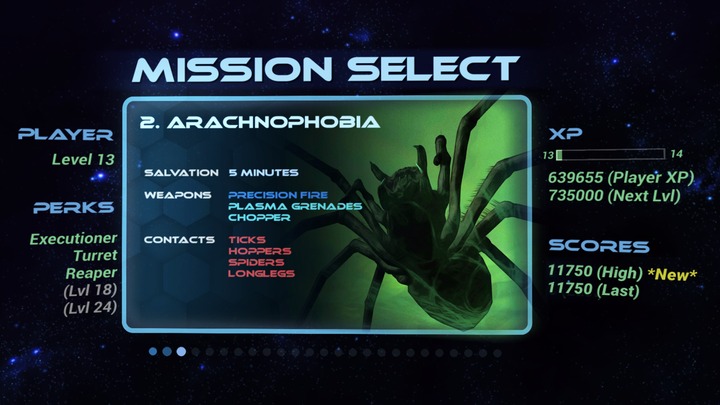 MISSION SELECT
PLAYER
Level 13
PERKS
Executioner
Turret
Reaper
(Lvl 18)
(Lvl 24)
2. ARACHNOPHOBIA
SALVATION 5 MINUTES
WEAPONS PRECISION FIRE
PLASMA GRENADES
CHOPPER
CONTACTS TICKS
HOPPERS
SPIDERS
LONGLEGS
XP
13 14
639655 (Player XP)
735000 (Next Lvl)
SCORES
11750 (High) *New*
11750 (Last)